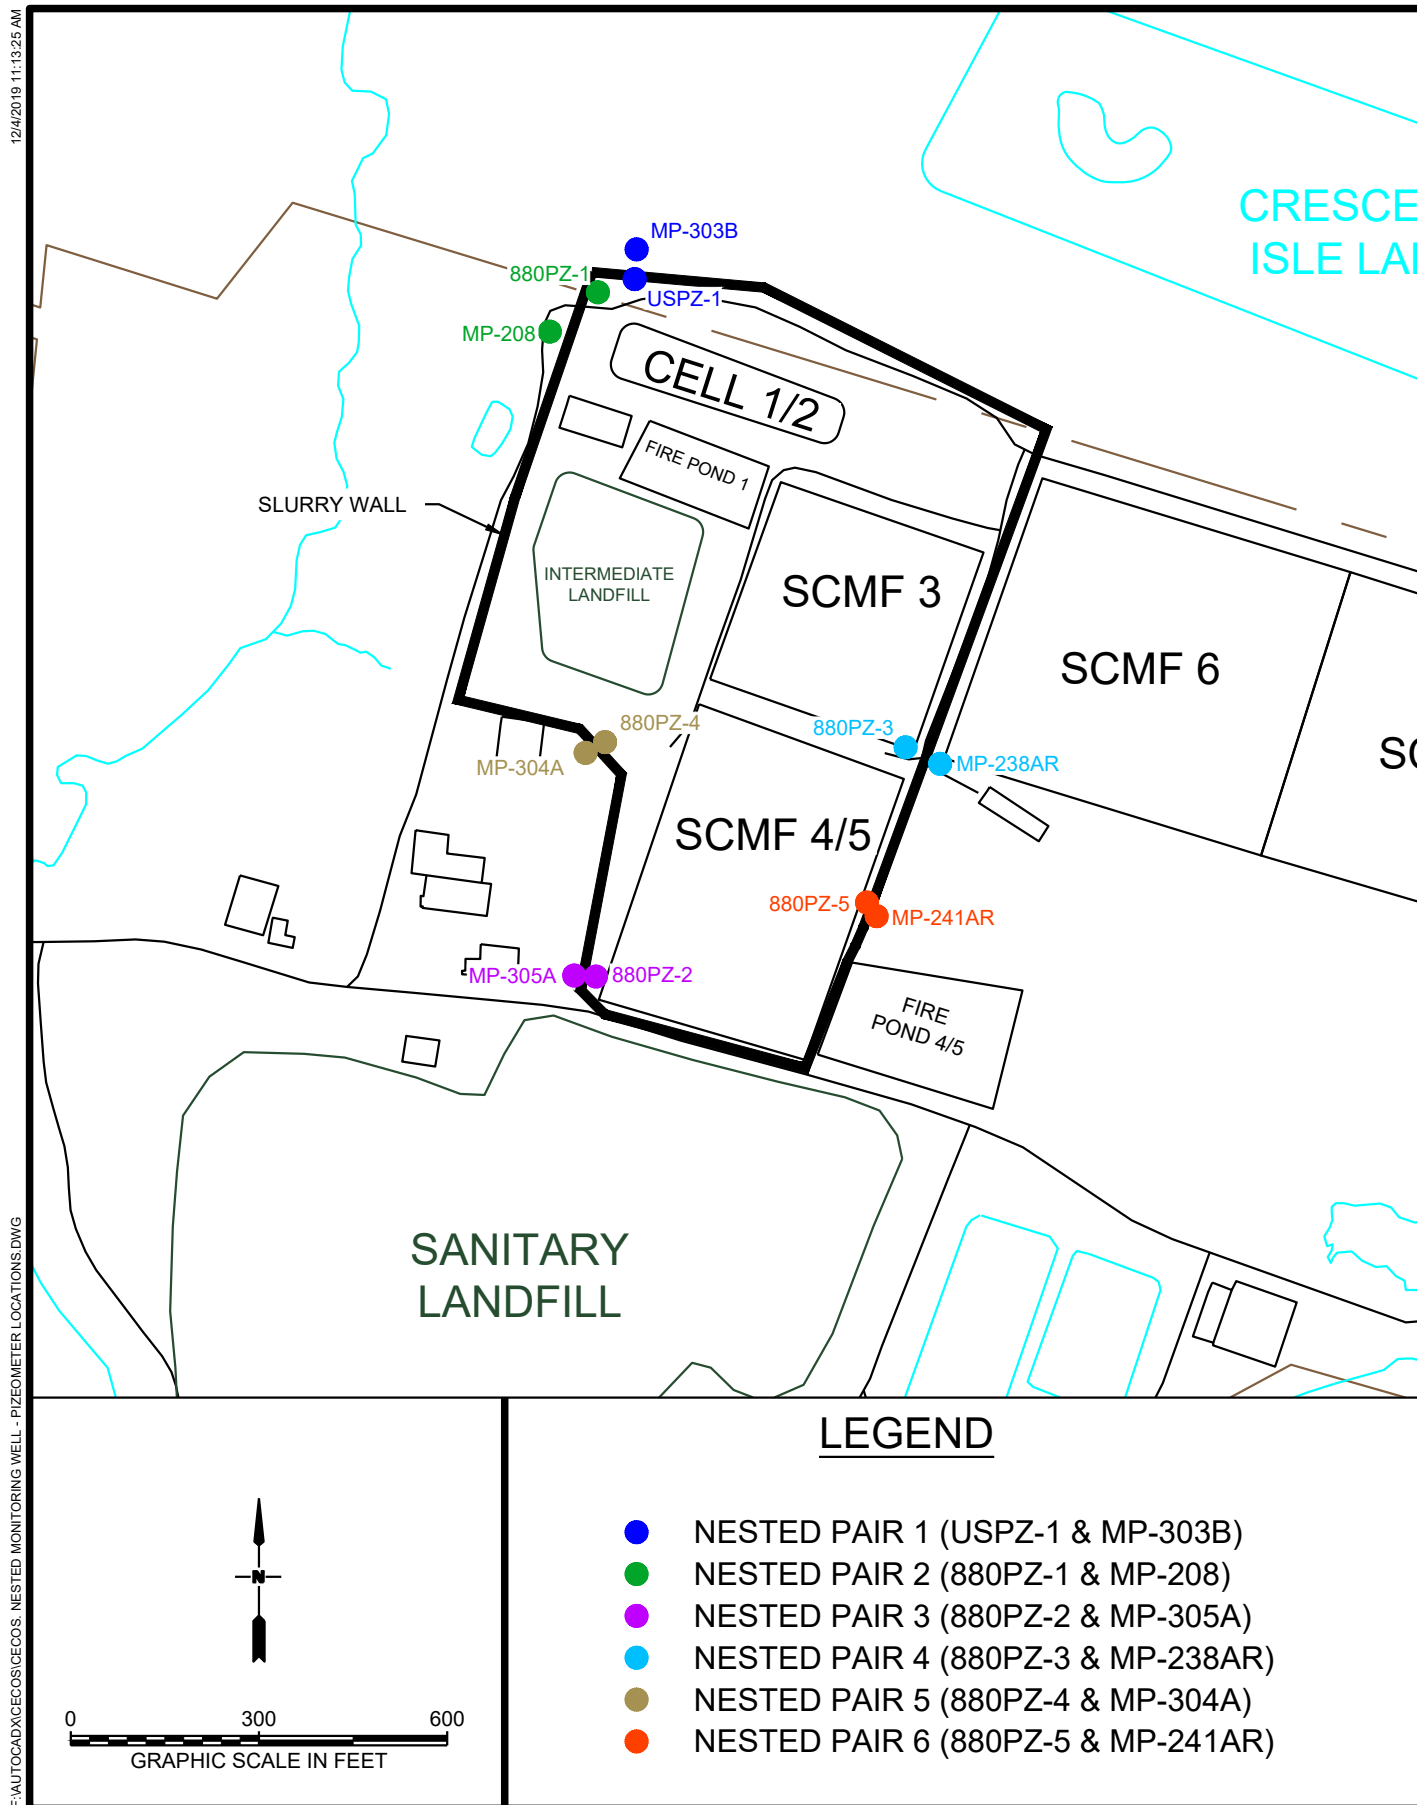 12/4/2019 11:13:25 AM
CRESCE
ISLE LA
MP-303B
880PZ-1
USPZ-1
MP-208
CELL 1/2
FIRE POND 1
SLURRY WALL
INTERMEDIATE
LANDFILL
SCMF 3
SCMF 6
880PZ-4
880PZ-3
MP-304A
MP-238AR
SC
SCMF 4/5
880PZ-5
MP-241AR
MP-305A
880PZ-2
FIRE
POND 4/5
SANITARY
LANDFILL
F:\AUTOCADX\CECOS\CECOS. NESTED MONITORING WELL - PIZEOMETER LOCATIONS.DWG
LEGEND
N
NESTED PAIR 1 (USPZ-1 & MP-303B)
NESTED PAIR 2 (880PZ-1 & MP-208)
NESTED PAIR 3 (880PZ-2 & MP-305A)
NESTED PAIR 4 (880PZ-3 & MP-238AR)
NESTED PAIR 5 (880PZ-4 & MP-304A)
NESTED PAIR 6 (880PZ-5 & MP-241AR)
0 300 600
GRAPHIC SCALE IN FEET